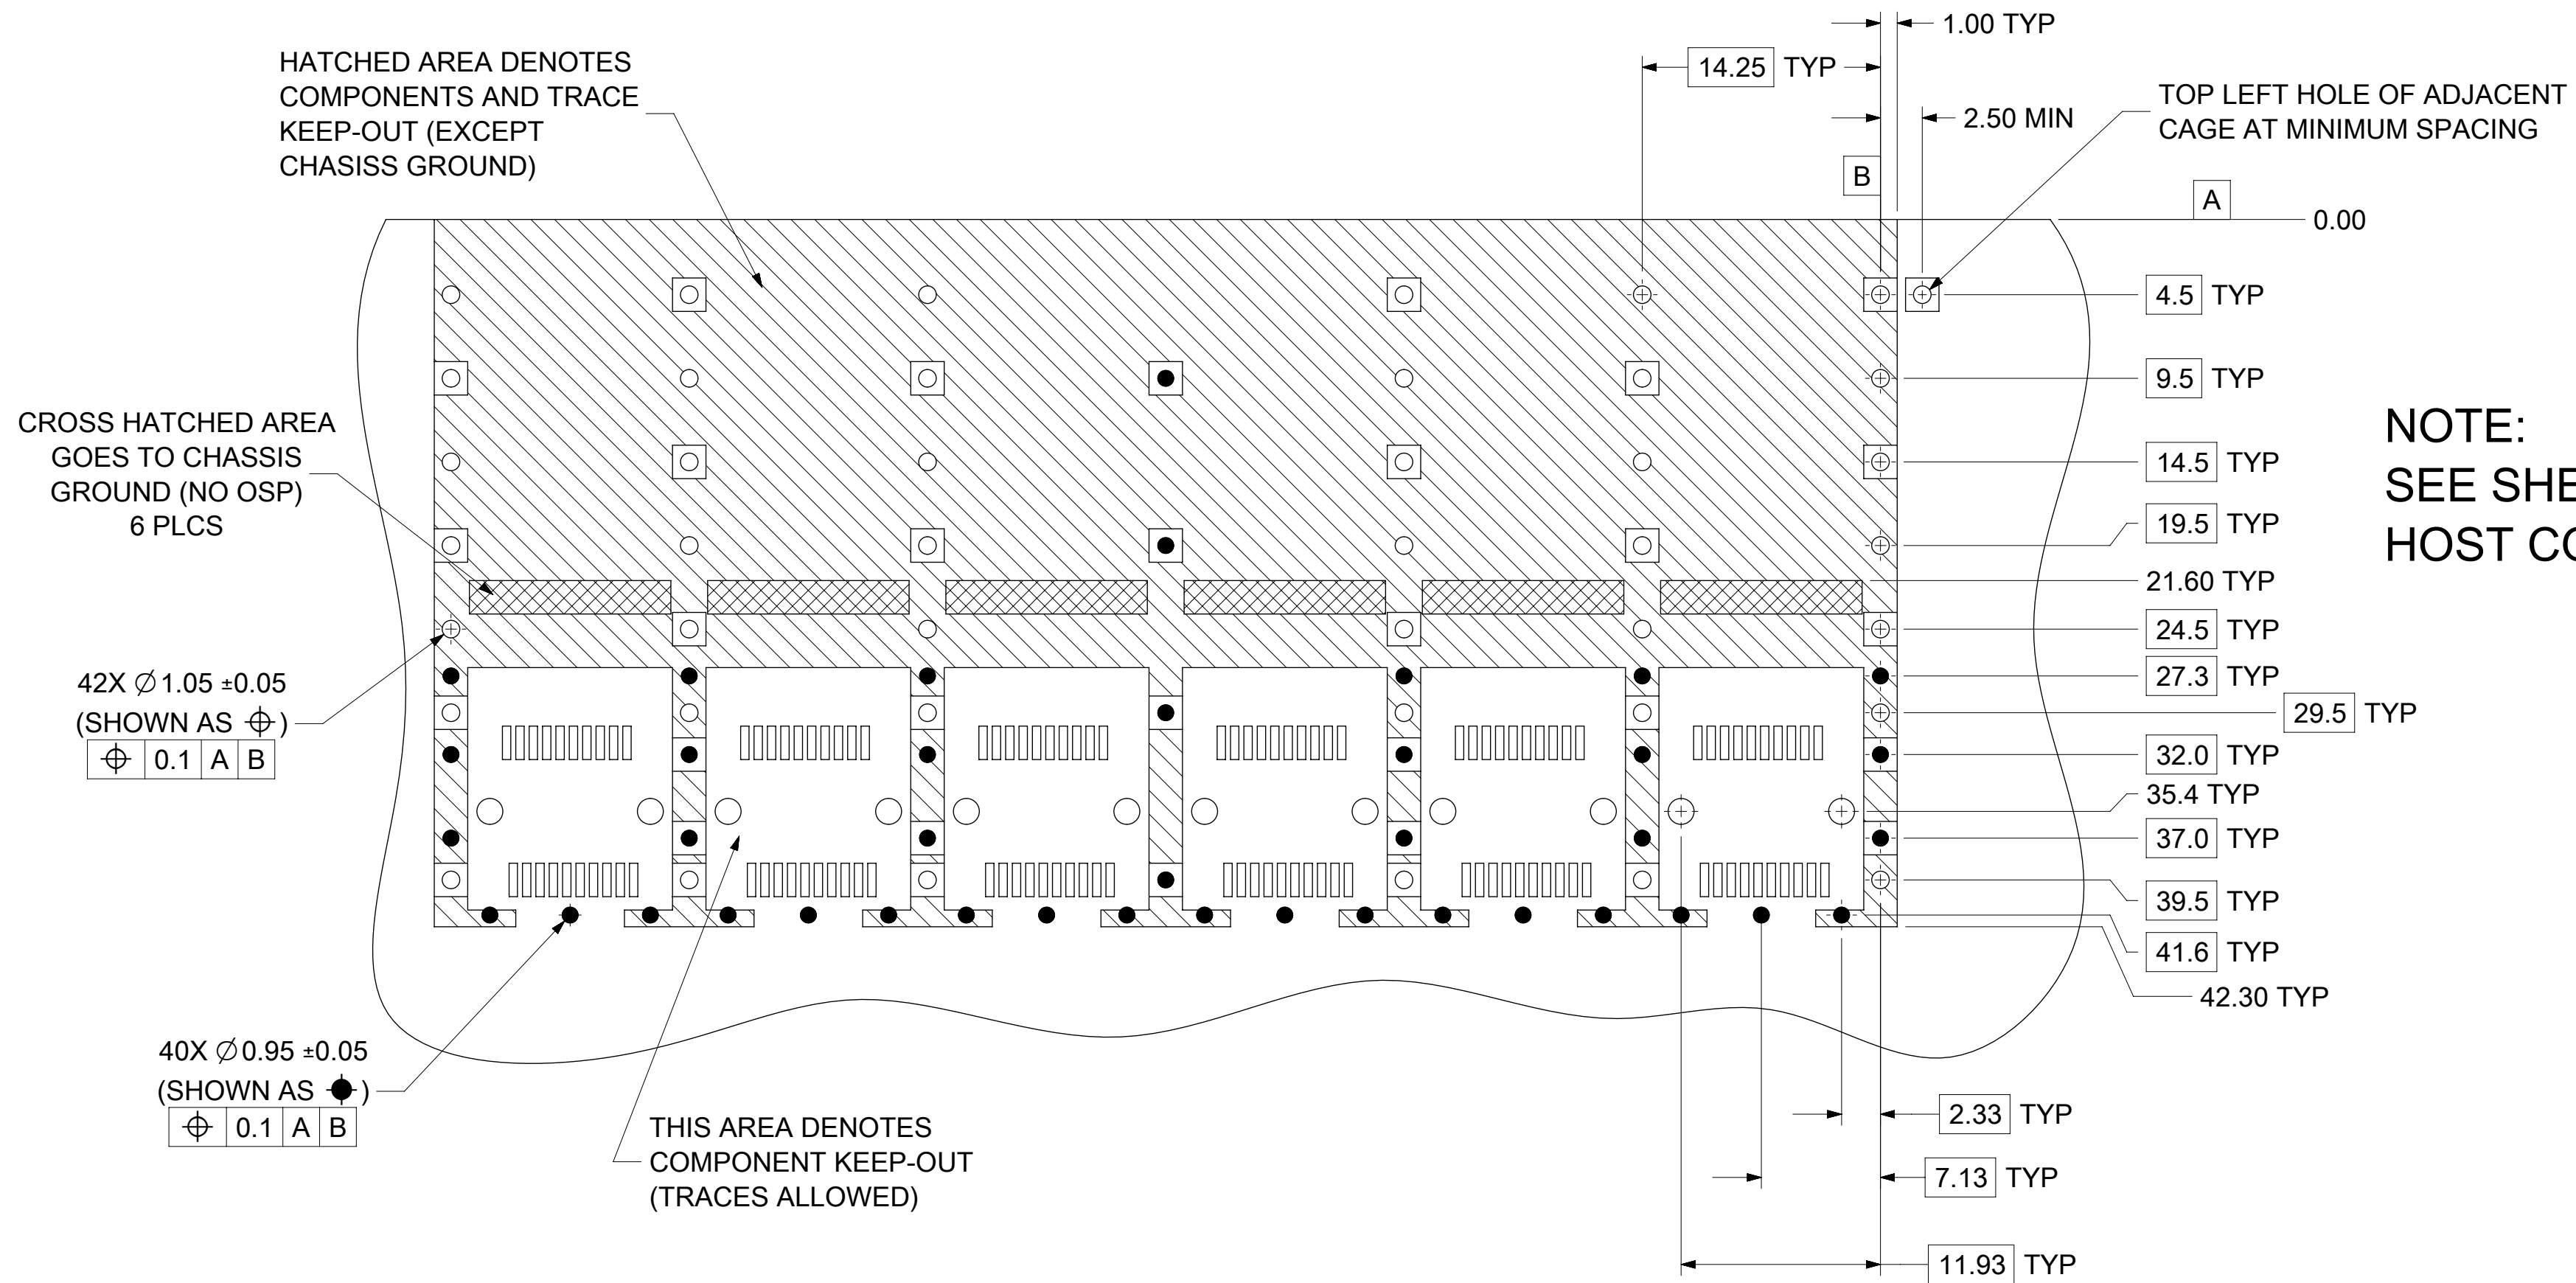 1.00 TYP
14.25 TYP
2.50 MIN
HATCHED AREA DENOTES
COMPONENTS AND TRACE
KEEP-OUT (EXCEPT
CHASISS GROUND)
TOP LEFT HOLE OF ADJACENT
CAGE AT MINIMUM SPACING
B
A
0.00
4.5 TYP
9.5 TYP
14.5 TYP
19.5 TYP
21.60 TYP
24.5 TYP
27.3 TYP
29.5 TYP
32.0 TYP
35.4 TYP
37.0 TYP
39.5 TYP
41.6 TYP
42.30 TYP
NOTE:
SEE SHE
HOST CO
CROSS HATCHED AREA
GOES TO CHASSIS
GROUND (NO OSP)
6 PLCS
42X ∅1.05 ±0.05
(SHOWN AS ⌖)
⌖ 0.1 A B
40X ∅0.95 ±0.05
(SHOWN AS )
⌖ 0.1 A B
THIS AREA DENOTES
COMPONENT KEEP-OUT
(TRACES ALLOWED)
2.33 TYP
7.13 TYP
11.93 TYP